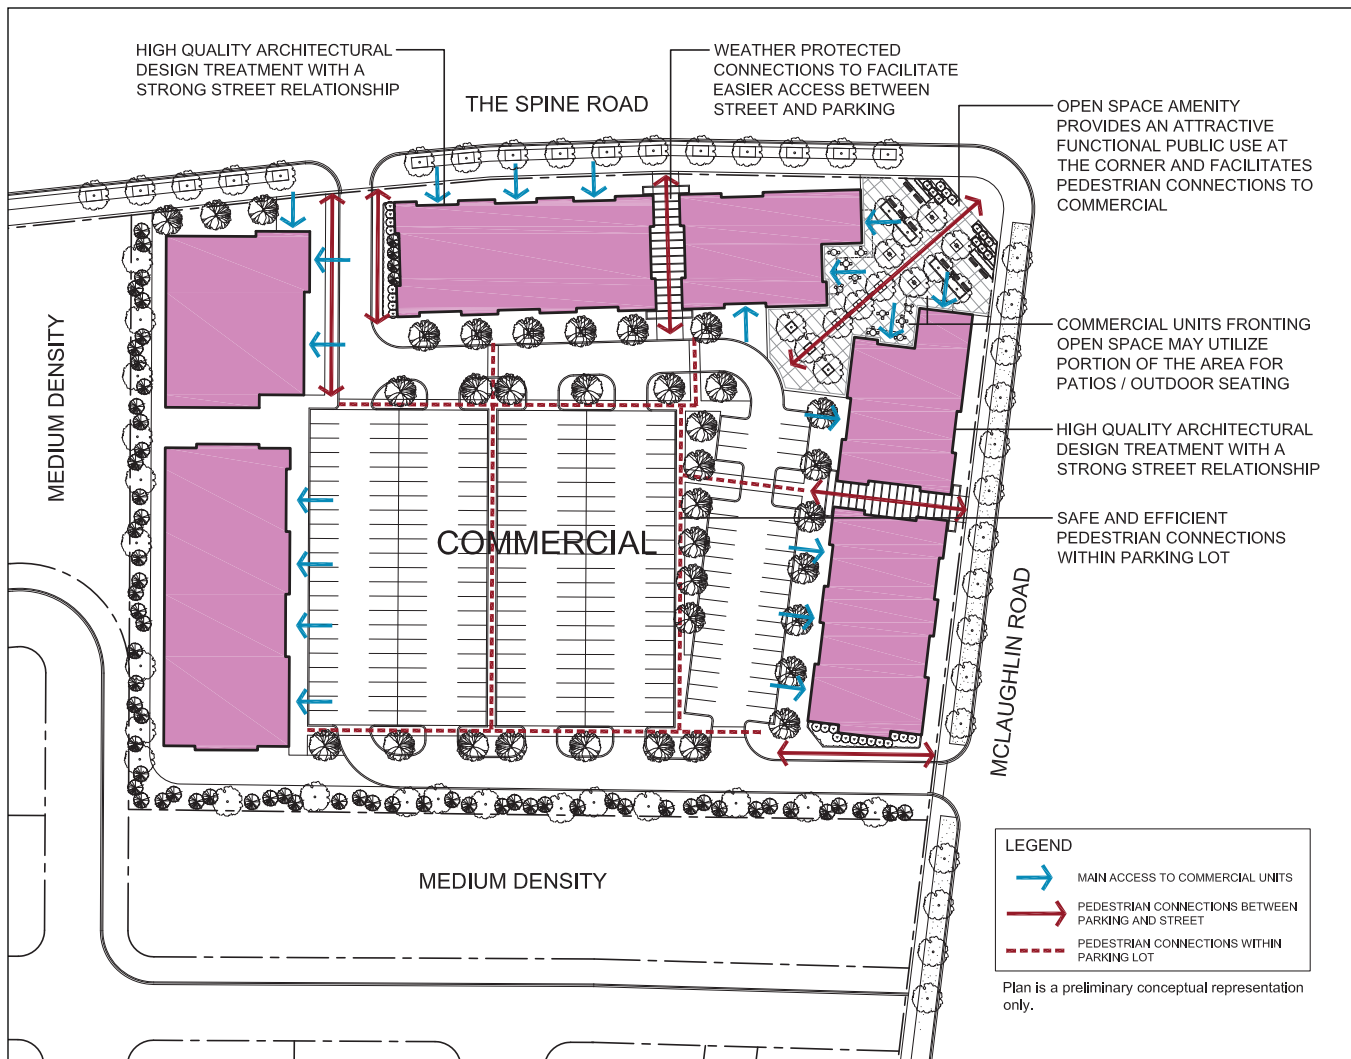 HIGH QUALITY ARCHITECTURAL
DESIGN TREATMENT WITH A
STRONG STREET RELATIONSHIP
THE SPINE ROAD
WEATHER PROTECTED
CONNECTIONS TO FACILITATE
EASIER ACCESS BETWEEN
STREET AND PARKING
OPEN SPACE AMENITY
PROVIDES AN ATTRACTIVE
FUNCTIONAL PUBLIC USE AT
THE CORNER AND FACILITATES
PEDESTRIAN CONNECTIONS TO
COMMERCIAL
COMMERCIAL UNITS FRONTING
OPEN SPACE MAY UTILIZE
PORTION OF THE AREA FOR
PATIOS / OUTDOOR SEATING
HIGH QUALITY ARCHITECTURAL
DESIGN TREATMENT WITH A
STRONG STREET RELATIONSHIP
SAFE AND EFFICIENT
PEDESTRIAN CONNECTIONS
WITHIN PARKING LOT
MEDIUM DENSITY
COMMERCIAL
MCLAUGHLIN ROAD
MEDIUM DENSITY
LEGEND
MAIN ACCESS TO COMMERCIAL UNITS
PEDESTRIAN CONNECTIONS BETWEEN
PARKING AND STREET
PEDESTRIAN CONNECTIONS WITHIN
PARKING LOT
Plan is a preliminary conceptual representation
only.